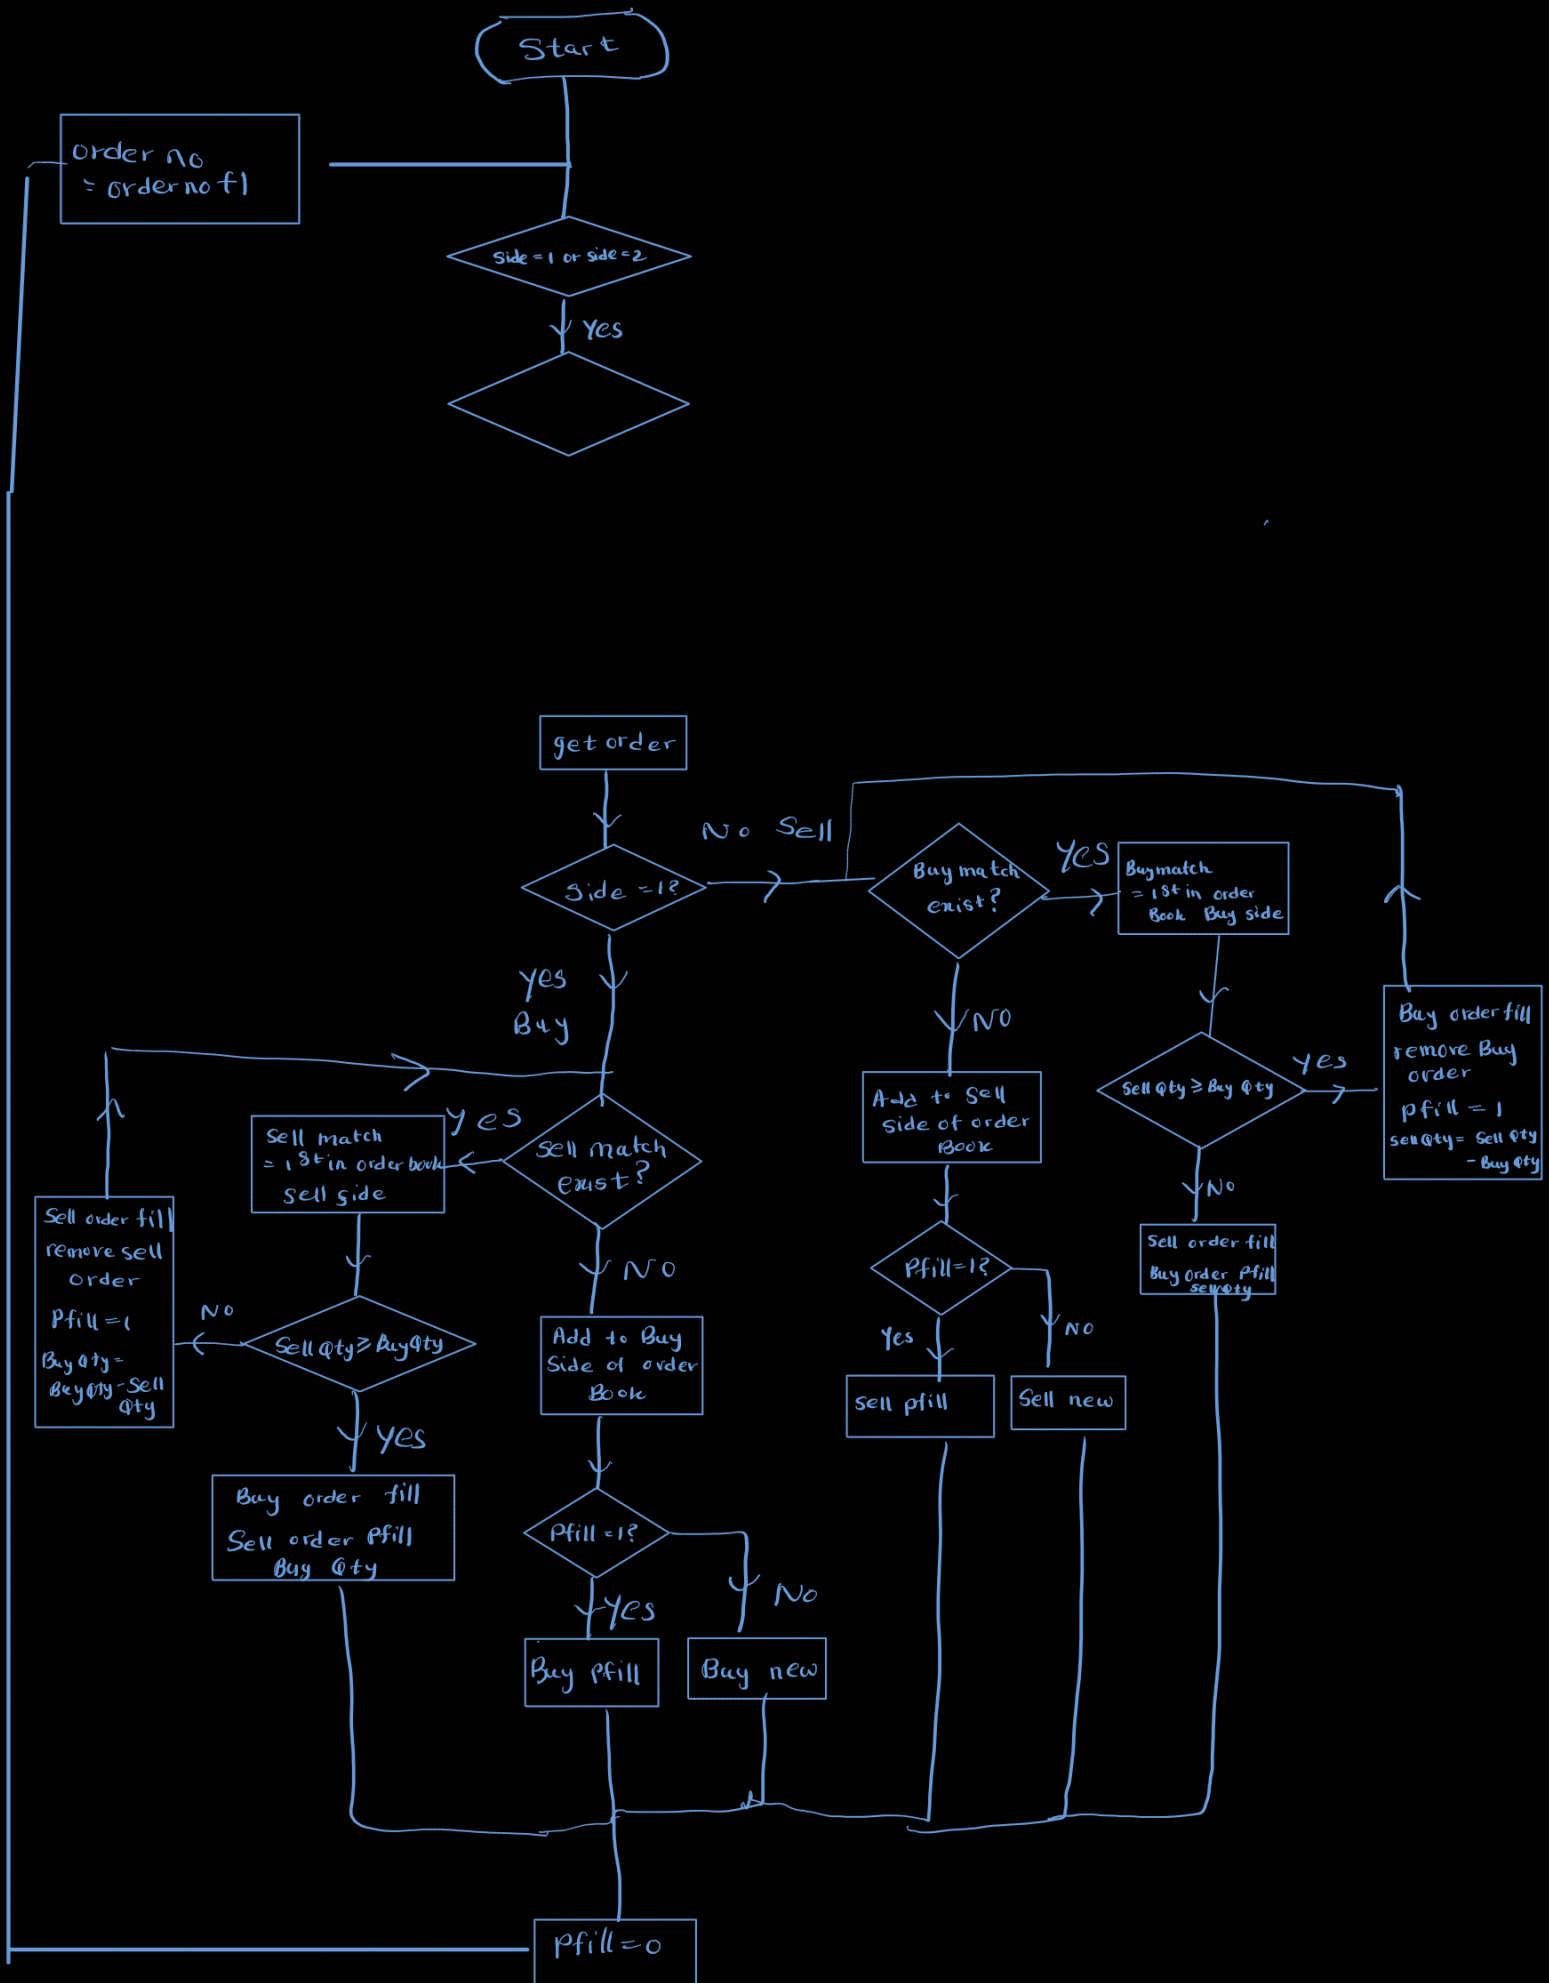 Start
order no
= order no +1
Side = 1 or side = 2
Yes
get order
No Sell
Side = 1?
Yes
Buy
Buy match
exist?
Yes
Buymatch
= 1st in order
Book Buy side
NO
Sell Qty ≥ Buy Qty
Yes
Buy order fill
remove Buy
order
pfill = 1
sell Qty = Sell Qty
- Buy Qty
NO
Add to Sell
side of order
Book
Sell order fill
Buy order Pfill
sell Qty
Pfill=1?
Yes
NO
Sell pfill
Sell new
Sell match
exist?
Yes
Sell match
= 1st in order book
sell side
Sell Qty ≥ Buy Qty
NO
Sell order fill
remove sell
order
Pfill = 1
Buy Qty =
Buy Qty - Sell
Qty
Yes
Buy order fill
Sell order Pfill
Buy Qty
NO
Add to Buy
Side of order
Book
Pfill = 1?
Yes
No
Buy Pfill
Buy new
Pfill = 0